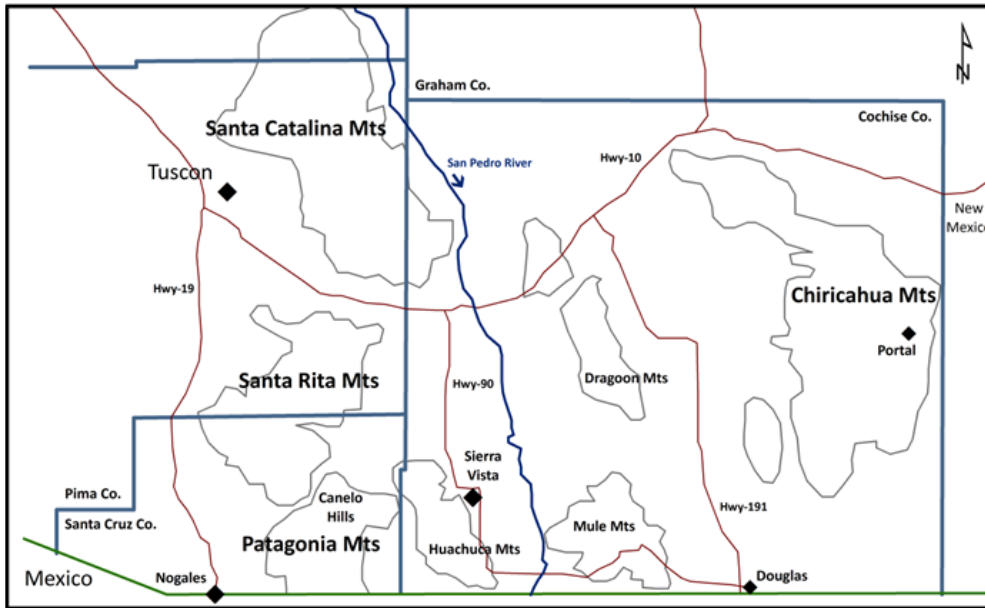 Graham Co.
N
Cochise Co.
Santa Catalina Mts
Hwy-10
San Pedro River
Tuscon
New
Mexico
Hwy-19
Chiricahua Mts
Portal
Santa Rita Mts
Hwy-90
Dragoon Mts
Sierra
Vista
Pima Co.
Santa Cruz Co.
Canelo
Hills
Hwy-191
Mule Mts
Patagonia Mts
Huachuca Mts
Mexico
Nogales
Douglas